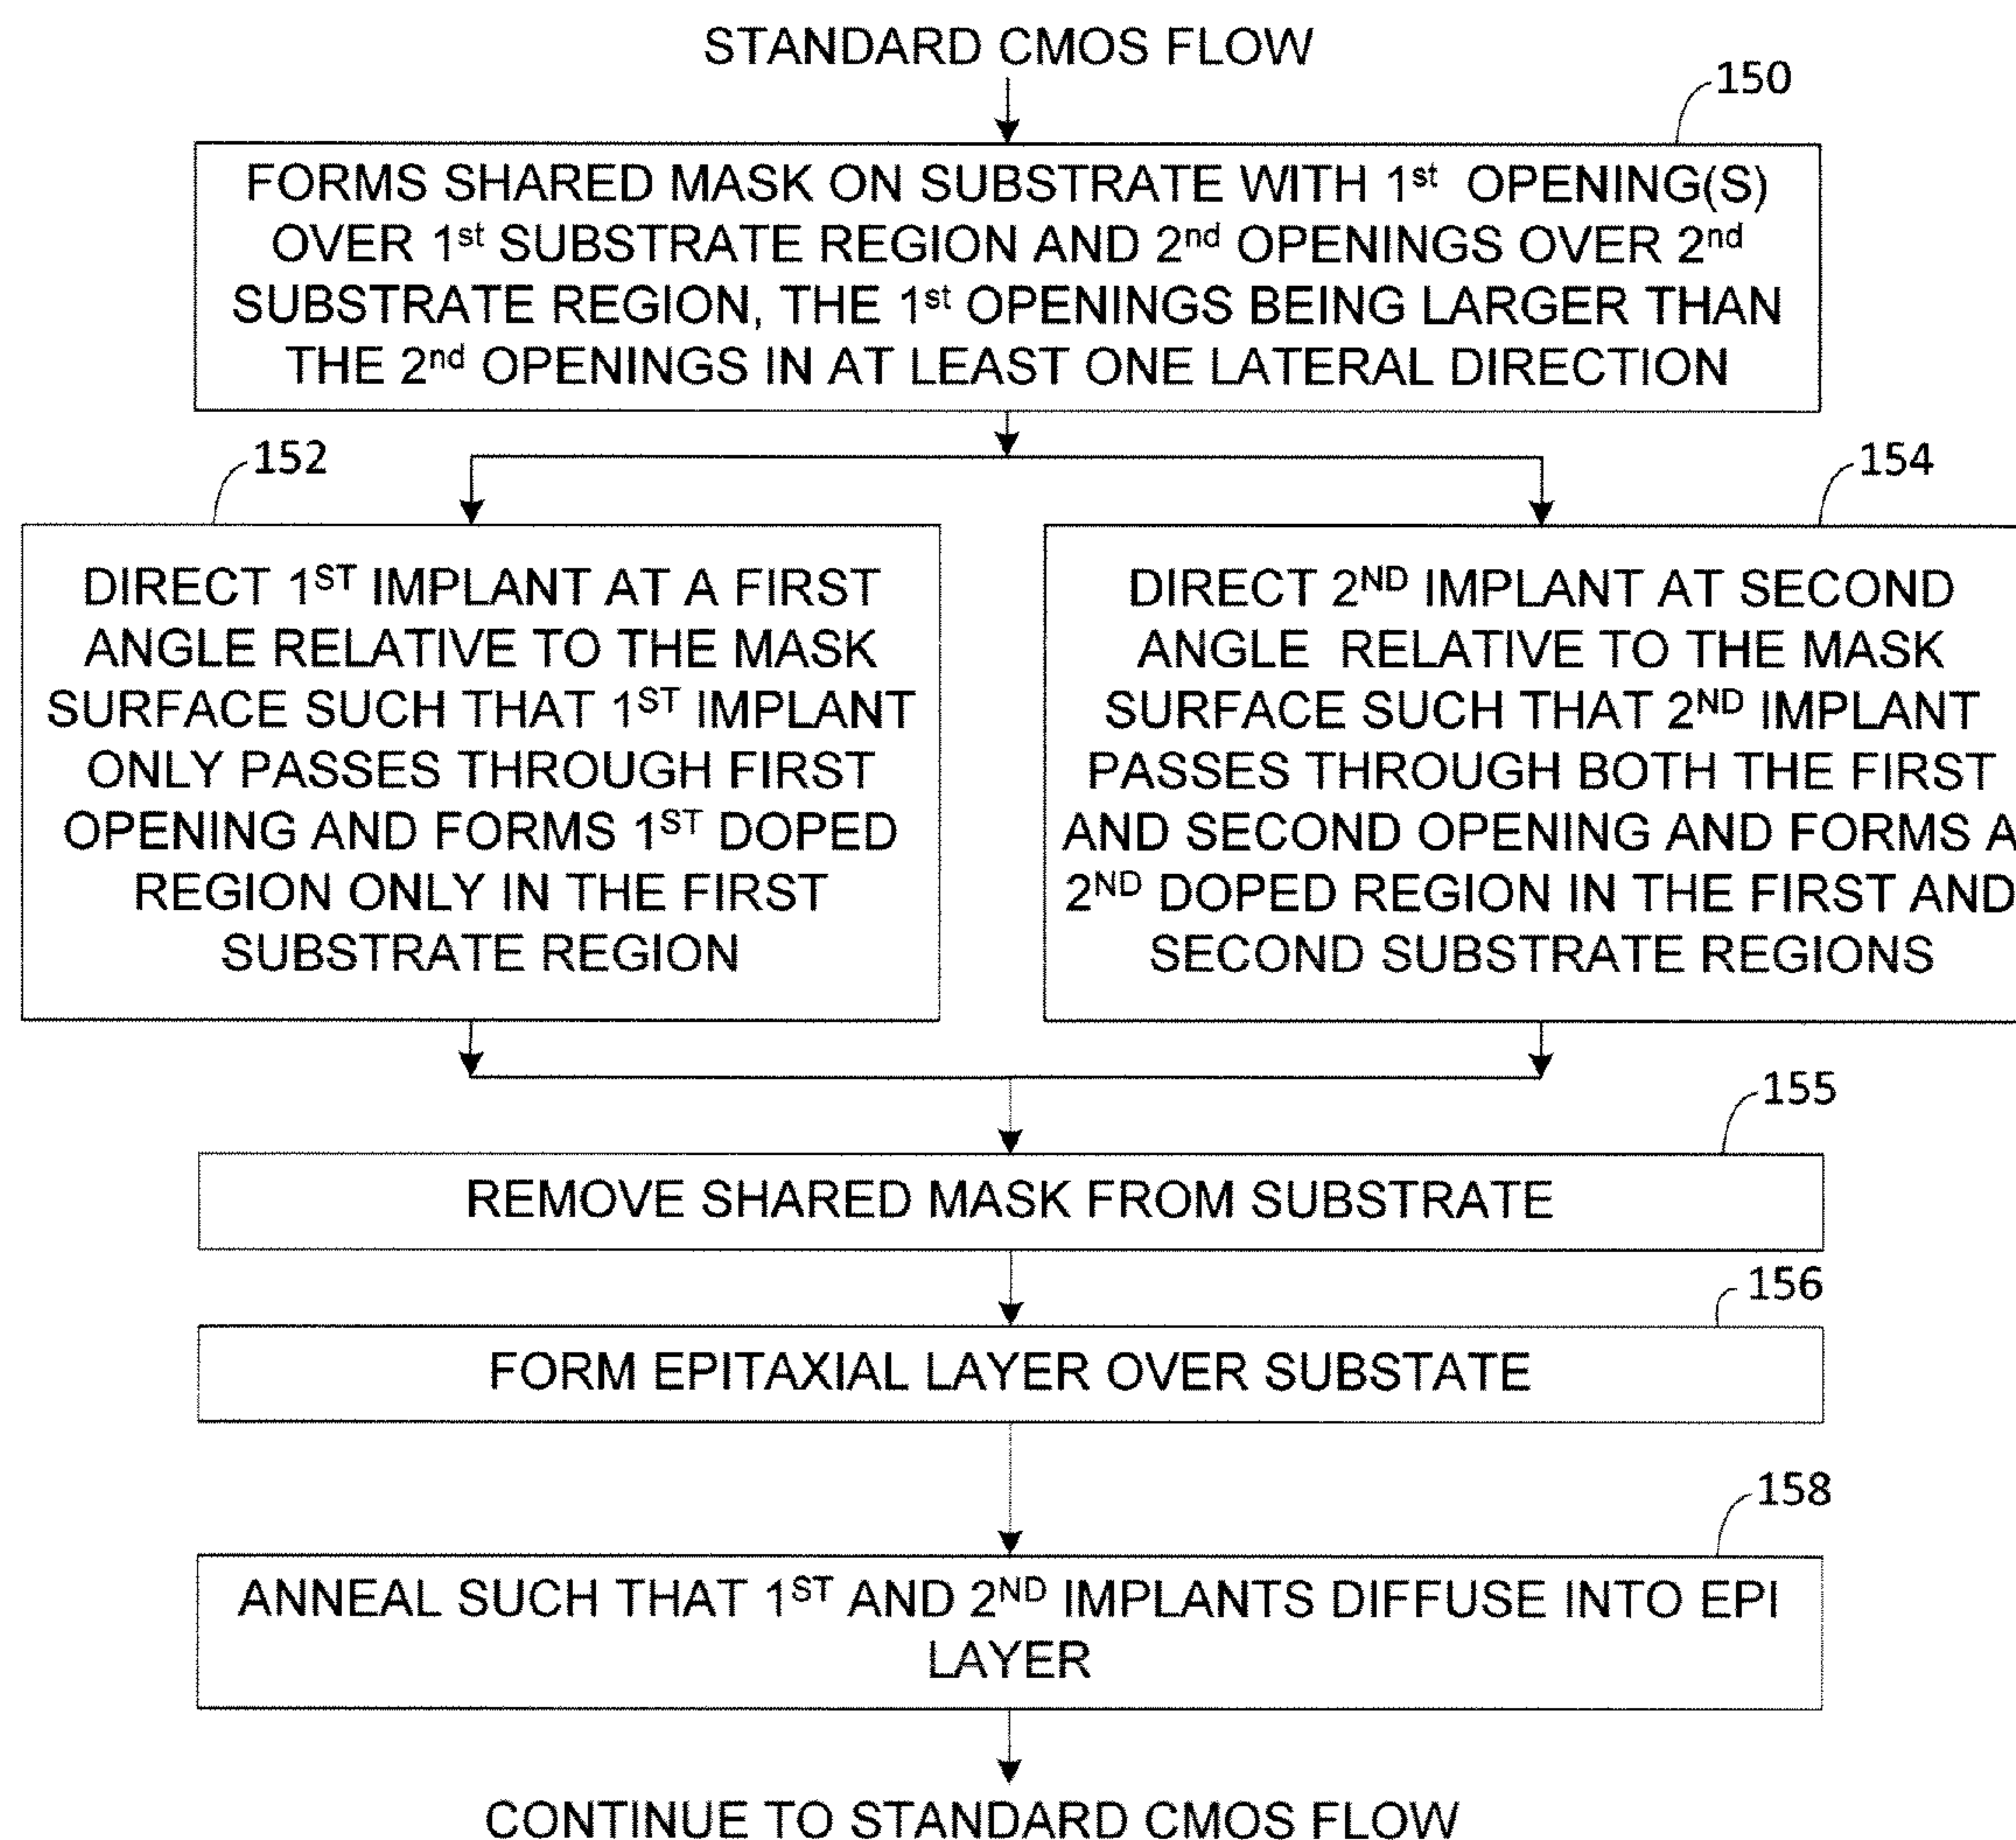 STANDARD CMOS FLOW
150
FORMS SHARED MASK ON SUBSTRATE WITH 1st OPENING(S)
OVER 1st SUBSTRATE REGION AND 2nd OPENINGS OVER 2nd
SUBSTRATE REGION, THE 1st OPENINGS BEING LARGER THAN
THE 2nd OPENINGS IN AT LEAST ONE LATERAL DIRECTION
152
DIRECT 1ST IMPLANT AT A FIRST
ANGLE RELATIVE TO THE MASK
SURFACE SUCH THAT 1ST IMPLANT
ONLY PASSES THROUGH FIRST
OPENING AND FORMS 1ST DOPED
REGION ONLY IN THE FIRST
SUBSTRATE REGION
154
DIRECT 2ND IMPLANT AT SECOND
ANGLE RELATIVE TO THE MASK
SURFACE SUCH THAT 2ND IMPLANT
PASSES THROUGH BOTH THE FIRST
AND SECOND OPENING AND FORMS A
2ND DOPED REGION IN THE FIRST AND
SECOND SUBSTRATE REGIONS
155
REMOVE SHARED MASK FROM SUBSTRATE
156
FORM EPITAXIAL LAYER OVER SUBSTATE
158
ANNEAL SUCH THAT 1ST AND 2ND IMPLANTS DIFFUSE INTO EPI
LAYER
CONTINUE TO STANDARD CMOS FLOW